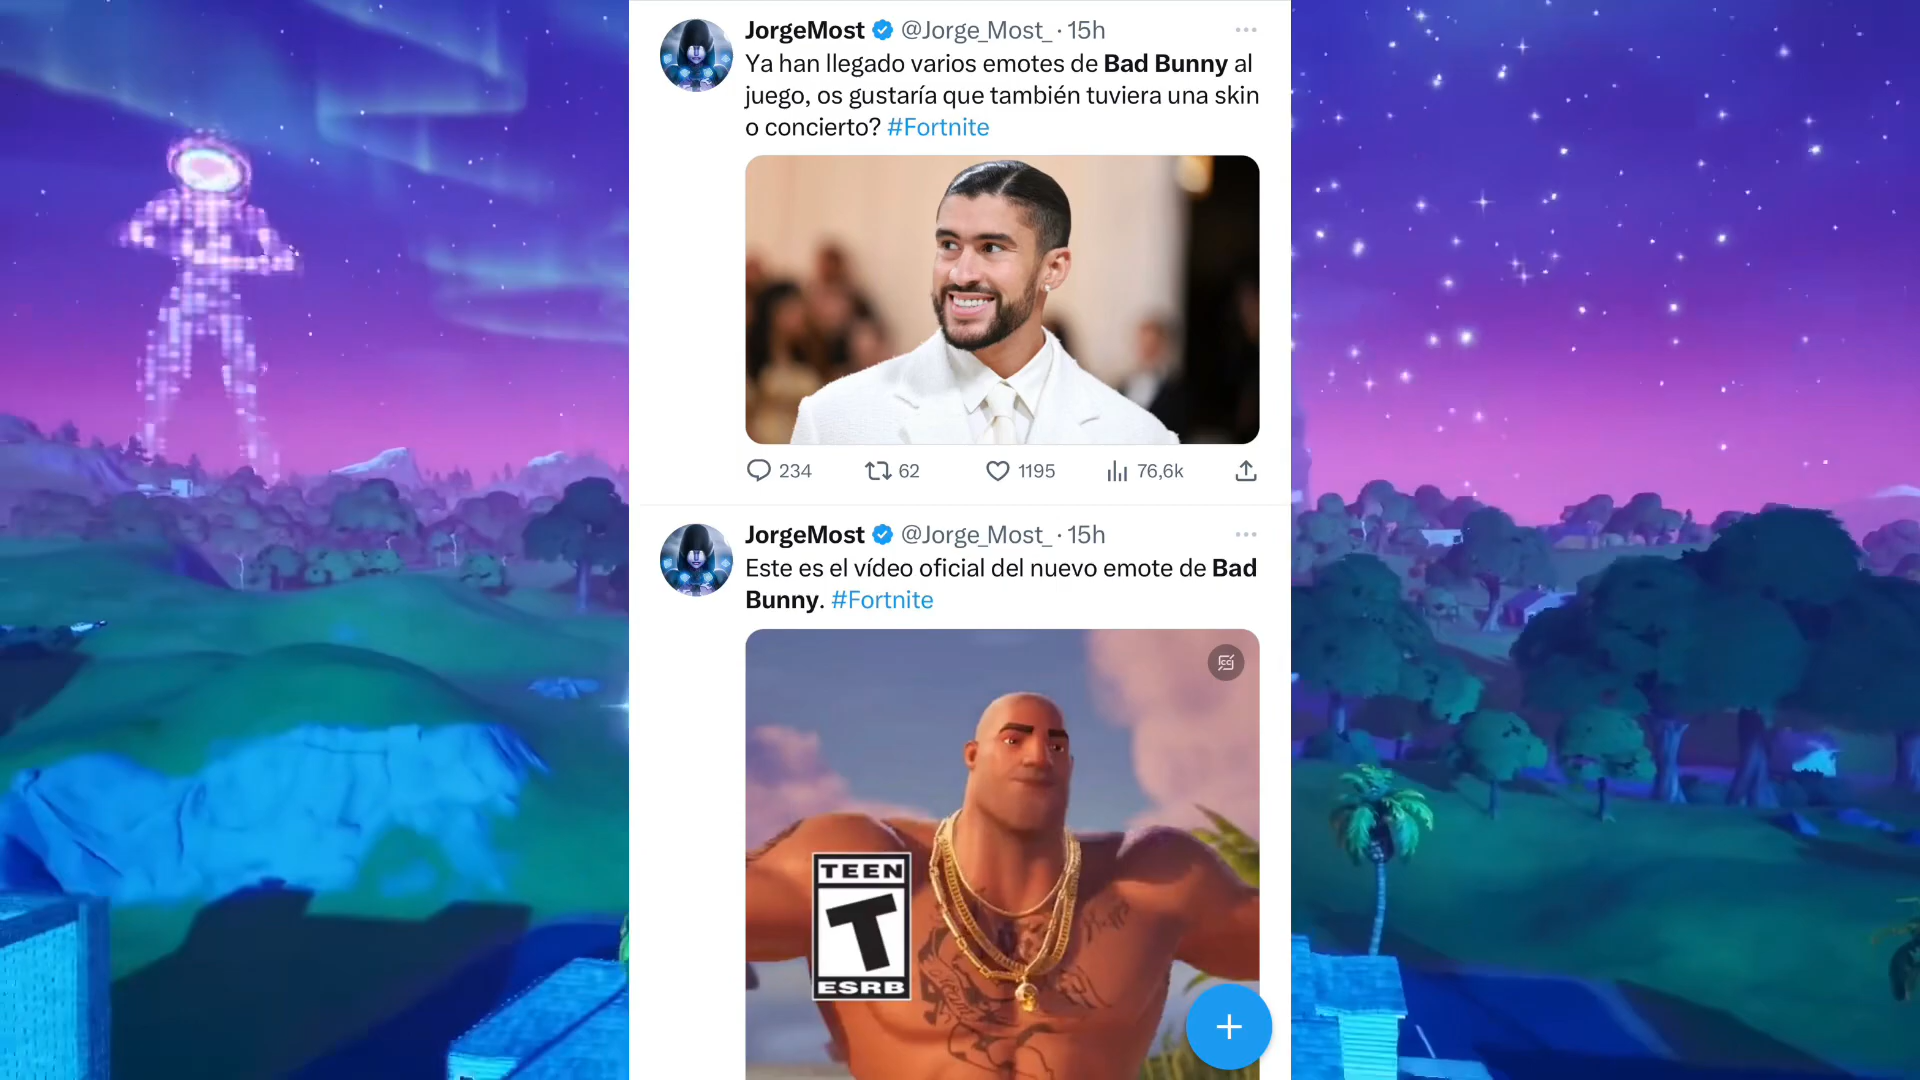 JorgeMost @Jorge_Most_ · 15h
Ya han llegado varios emotes de Bad Bunny al
juego, os gustaría que también tuviera una skin
o concierto? #Fortnite
234 62 1195 76,6k
JorgeMost @Jorge_Most_ · 15h
Este es el vídeo oficial del nuevo emote de Bad
Bunny. #Fortnite
CC
TEEN
T
ESRB